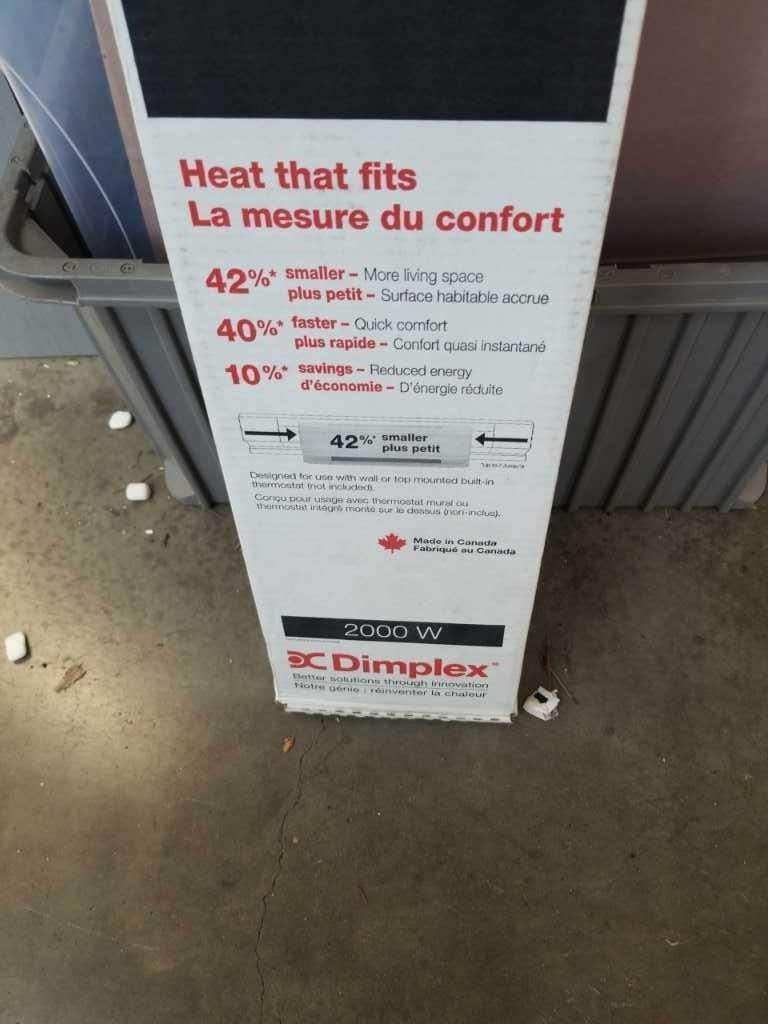 Heat that fits
La mesure du confort
42%* smaller – More living space
plus petit – Surface habitable accrue
40%* faster – Quick comfort
plus rapide – Confort quasi instantané
10%* savings – Reduced energy
d'économie – D'énergie réduite
42%* smaller
plus petit
*Up to / Jusqu'à
Designed for use with wall or top mounted built-in
thermostat (not included).
Conçu pour usage avec thermostat mural ou
thermostat intégré monté sur le dessus (non-inclus).
Made in Canada
Fabriqué au Canada
2000 W
Dimplex®
Better solutions through innovation
Notre génie : réinventer la chaleur